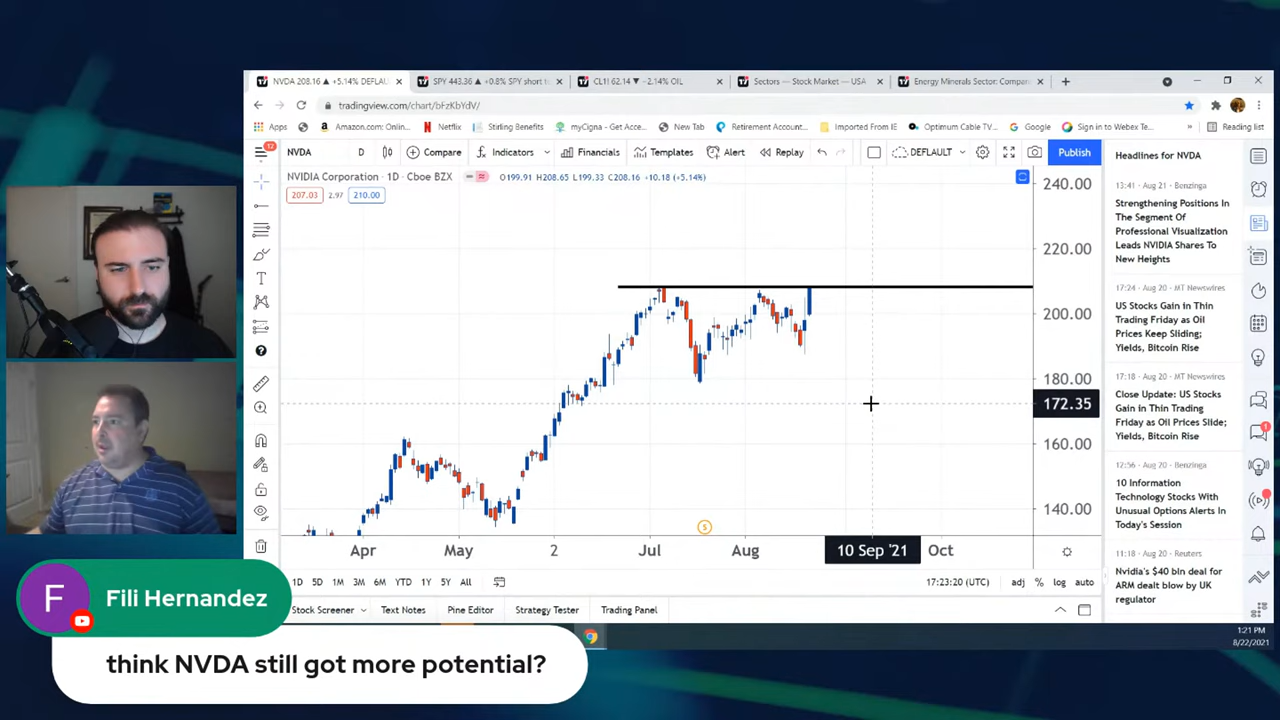 NVDA 208.16 ▲ +5.14% DEFLAU
SPY 443.36 ▲ +0.8% SPY short t
CL1! 62.14 ▼ −2.14% OIL
Sectors — Stock Market — USA
Energy Minerals Sector: Compan
tradingview.com/chart/bFzKbYdV/
Apps
Amazon.com: Onlin...
Netflix
Stirling Benefits
myCigna - Get Acce...
New Tab
Retirement Account...
Imported From IE
Optimum Cable TV...
Google
Sign in to Webex Te...
Reading list
12
NVDA
D
Compare
Indicators
Financials
Templates
Alert
Replay
DEFAULT
Publish
NVIDIA Corporation · 1D · Cboe BZX
O199.91 H208.65 L199.33 C208.16 +10.18 (+5.14%)
207.03
2.97
210.00
240.00
220.00
200.00
180.00
172.35
160.00
140.00
Apr
May
2
Jul
Aug
10 Sep '21
Oct
1D
5D
1M
3M
6M
YTD
1Y
5Y
All
17:23:20 (UTC)
adj
%
log
auto
Stock Screener
Text Notes
Pine Editor
Strategy Tester
Trading Panel
Headlines for NVDA
13:41 - Aug 21 - Benzinga
Strengthening Positions In
The Segment Of
Professional Visualization
Leads NVIDIA Shares To
New Heights
17:24 - Aug 20 - MT Newswires
US Stocks Gain in Thin
Trading Friday as Oil
Prices Keep Sliding;
Yields, Bitcoin Rise
17:18 - Aug 20 - MT Newswires
Close Update: US Stocks
Gain in Thin Trading
Friday as Oil Prices Slide;
Yields, Bitcoin Rise
12:56 - Aug 20 - Benzinga
10 Information
Technology Stocks With
Unusual Options Alerts In
Today's Session
11:18 - Aug 20 - Reuters
Nvidia's $40 bln deal for
ARM dealt blow by UK
regulator
1:21 PM
8/22/2021
F
Fili Hernandez
think NVDA still got more potential?